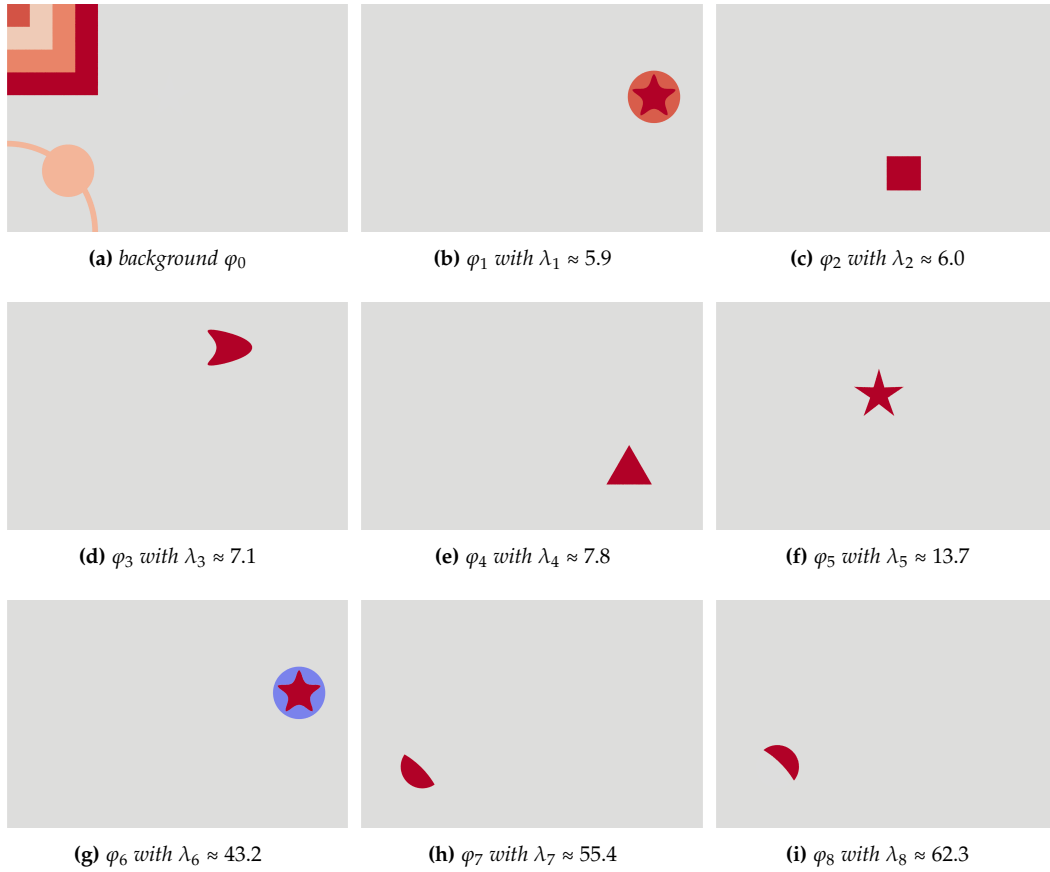 (a) background φ₀
(b) φ₁ with λ₁ ≈ 5.9
(c) φ₂ with λ₂ ≈ 6.0
(d) φ₃ with λ₃ ≈ 7.1
(e) φ₄ with λ₄ ≈ 7.8
(f) φ₅ with λ₅ ≈ 13.7
(g) φ₆ with λ₆ ≈ 43.2
(h) φ₇ with λ₇ ≈ 55.4
(i) φ₈ with λ₈ ≈ 62.3